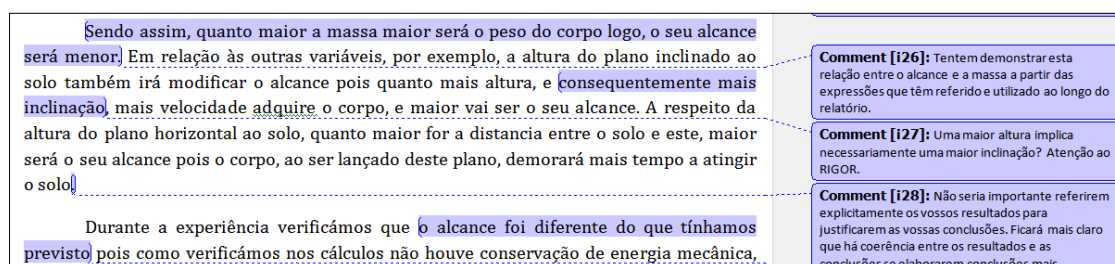 Sendo assim, quanto maior a massa maior será o peso do corpo logo, o seu alcance
será menor. Em relação às outras variáveis, por exemplo, a altura do plano inclinado ao
solo também irá modificar o alcance pois quanto mais altura, e consequentemente mais
inclinação, mais velocidade adquire o corpo, e maior vai ser o seu alcance. A respeito da
altura do plano horizontal ao solo, quanto maior for a distancia entre o solo e este, maior
será o seu alcance pois o corpo, ao ser lançado deste plano, demorará mais tempo a atingir
o solo.
Durante a experiência verificámos que o alcance foi diferente do que tínhamos
previsto pois como verificámos nos cálculos não houve conservação de energia mecânica,
Comment [i26]: Tentem demonstrar esta
relação entre o alcance e a massa a partir das
expressões que têm referido e utilizado ao longo do
relatório.
Comment [i27]: Uma maior altura implica
necessariamente uma maior inclinação? Atenção ao
RIGOR.
Comment [i28]: Não seria importante referirem
explicitamente os vossos resultados para
justificarem as vossas conclusões. Ficará mais claro
que há coerência entre os resultados e as
conclusões se elaborarem conclusões mais